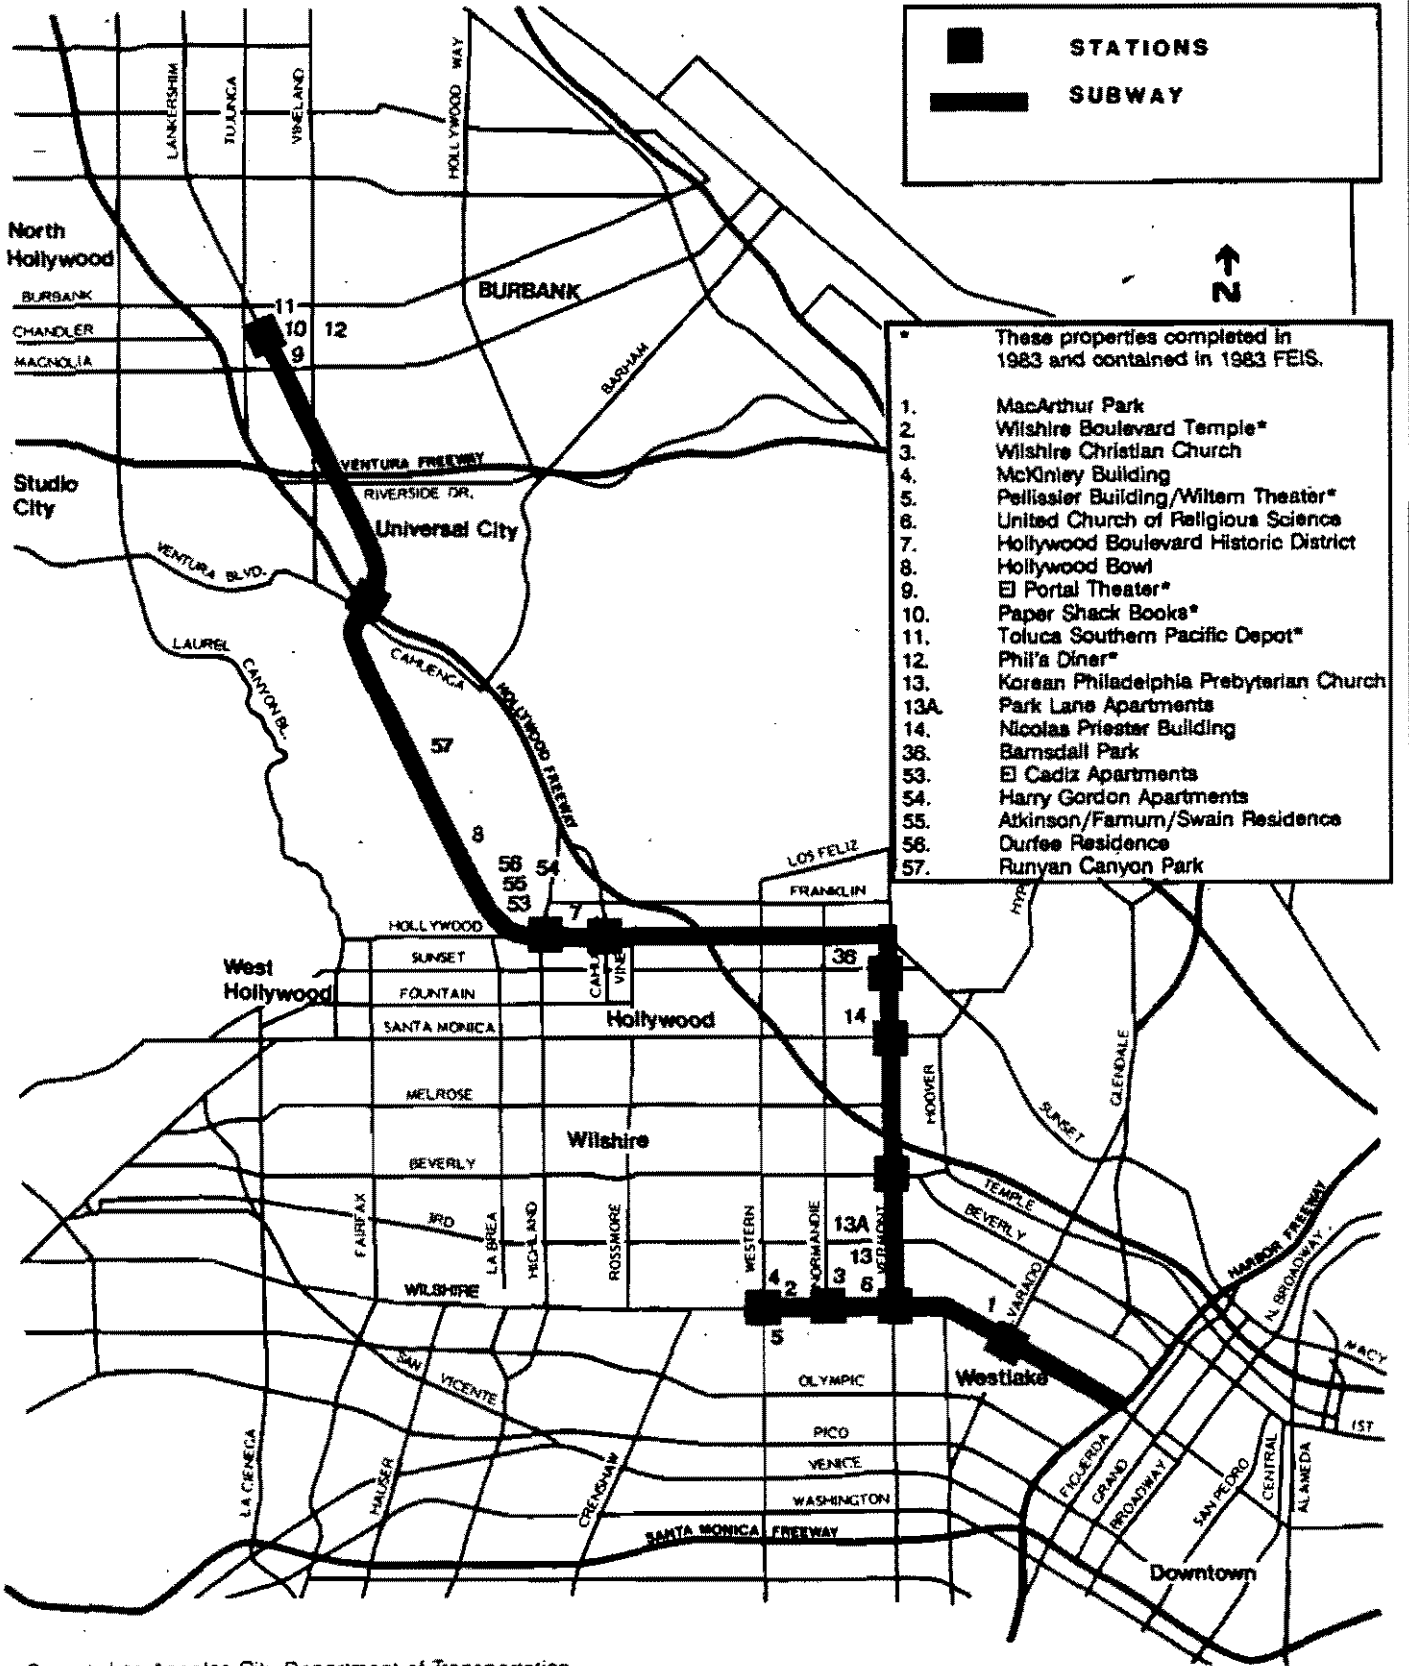 STATIONS
SUBWAY
N
* These properties completed in
1983 and contained in 1983 FEIS.
1. MacArthur Park
2. Wilshire Boulevard Temple*
3. Wilshire Christian Church
4. McKinley Building
5. Pellissier Building/Wiltern Theater*
6. United Church of Religious Science
7. Hollywood Boulevard Historic District
8. Hollywood Bowl
9. El Portal Theater*
10. Paper Shack Books*
11. Toluca Southern Pacific Depot*
12. Phil's Diner*
13. Korean Philadelphia Prebyterian Church
13A. Park Lane Apartments
14. Nicolas Priester Building
36. Barnsdall Park
53. El Cadiz Apartments
54. Harry Gordon Apartments
55. Atkinson/Farnum/Swain Residence
56. Durfee Residence
57. Runyan Canyon Park
LANKERSHIM
TUJUNGA
VINELAND
HOLLYWOOD WAY
North
Hollywood
BURBANK
CHANDLER
MAGNOLIA
11
10
12
9
BURBANK
BARHAM
VENTURA FREEWAY
RIVERSIDE DR.
Studio
City
Universal City
VENTURA BLVD.
LAUREL
CANYON BL.
CAHUENGA
HOLLYWOOD FREEWAY
57
8
56
54
55
53
7
LOS FELIZ
FRANKLIN
HOLLYWOOD
SUNSET
FOUNTAIN
SANTA MONICA
West
Hollywood
Hollywood
VINE
36
14
HOOVER
GLENDALE
SUNSET
MELROSE
Wilshire
BEVERLY
3RD
FAIRFAX
LA BREA
HIGHLAND
ROSSMORE
WESTERN
NORMANDIE
VERMONT
13A
13
TEMPLE
BEVERLY
HARBOR FREEWAY
N. BROADWAY
WILSHIRE
4
2
3
6
5
1
Westlake
MACY
1ST
SAN
VICENTE
OLYMPIC
PICO
VENICE
WASHINGTON
SANTA MONICA FREEWAY
LA CIENEGA
HAUSER
CRENSHAW
FIGUEROA
GRAND
BROADWAY
SAN PEDRO
CENTRAL
ALAMEDA
Downtown